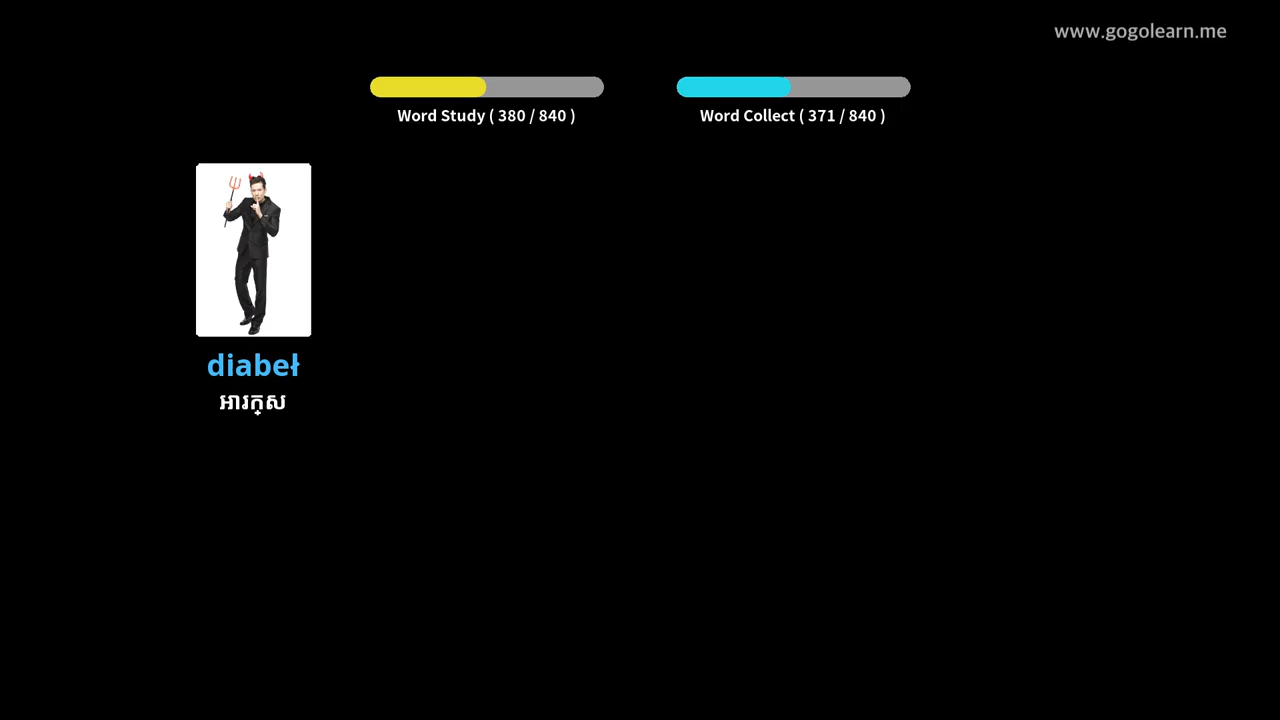 www.gogolearn.me
Word Study ( 380 / 840 )
Word Collect ( 371 / 840 )
diabeł
អារក្ស